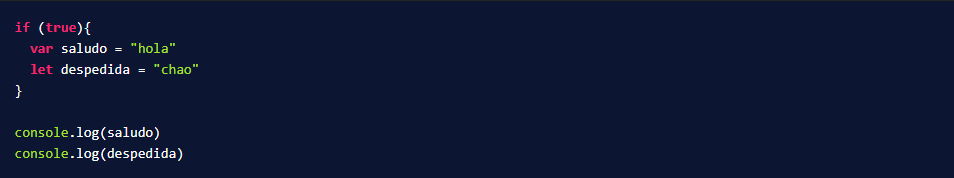 if (true){
  var saludo = "hola"
  let despedida = "chao"
}

console.log(saludo)
console.log(despedida)